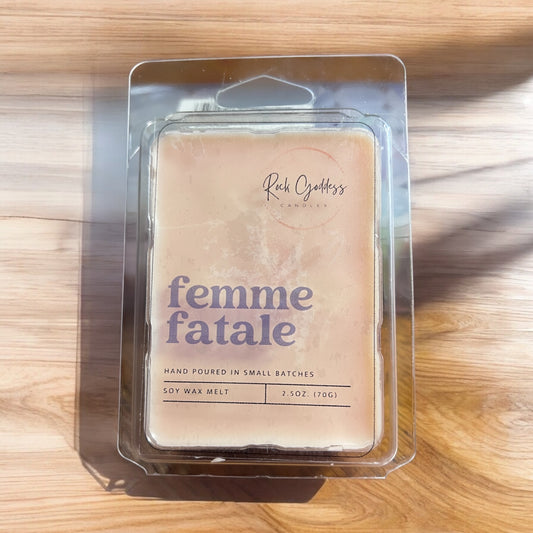 Rock Goddess
CANDLES
femme
fatale
HAND POURED IN SMALL BATCHES
SOY WAX MELT
2.5OZ. (70G)